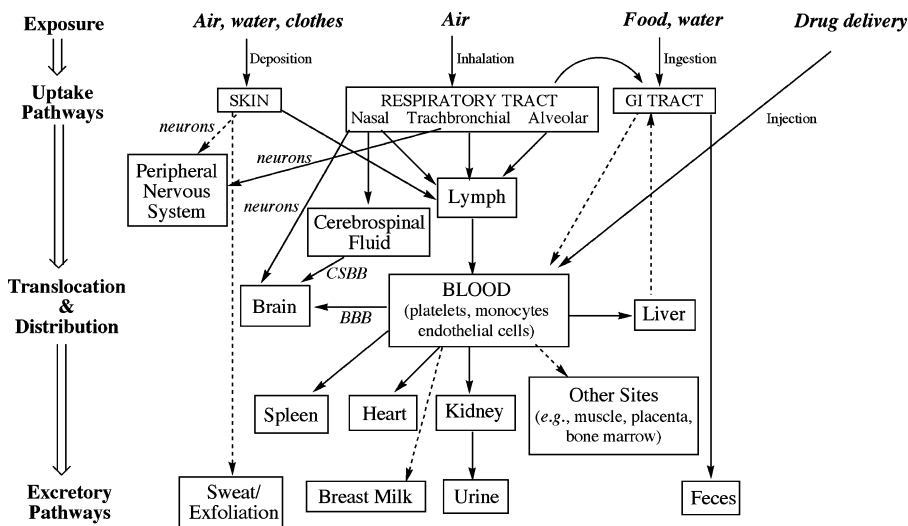 Exposure
Air, water, clothes
Air
Food, water
Drug delivery
Deposition
Inhalation
Ingestion
Injection
Uptake
Pathways
SKIN
RESPIRATORY TRACT
Nasal Trachbronchial Alveolar
GI TRACT
neurons
neurons
neurons
Peripheral
Nervous
System
Lymph
Cerebrospinal
Fluid
CSBB
Translocation
&
Distribution
Brain
BBB
BLOOD
(platelets, monocytes
endothelial cells)
Liver
Spleen
Heart
Kidney
Other Sites
(e.g., muscle, placenta,
bone marrow)
Excretory
Pathways
Sweat/
Exfoliation
Breast Milk
Urine
Feces